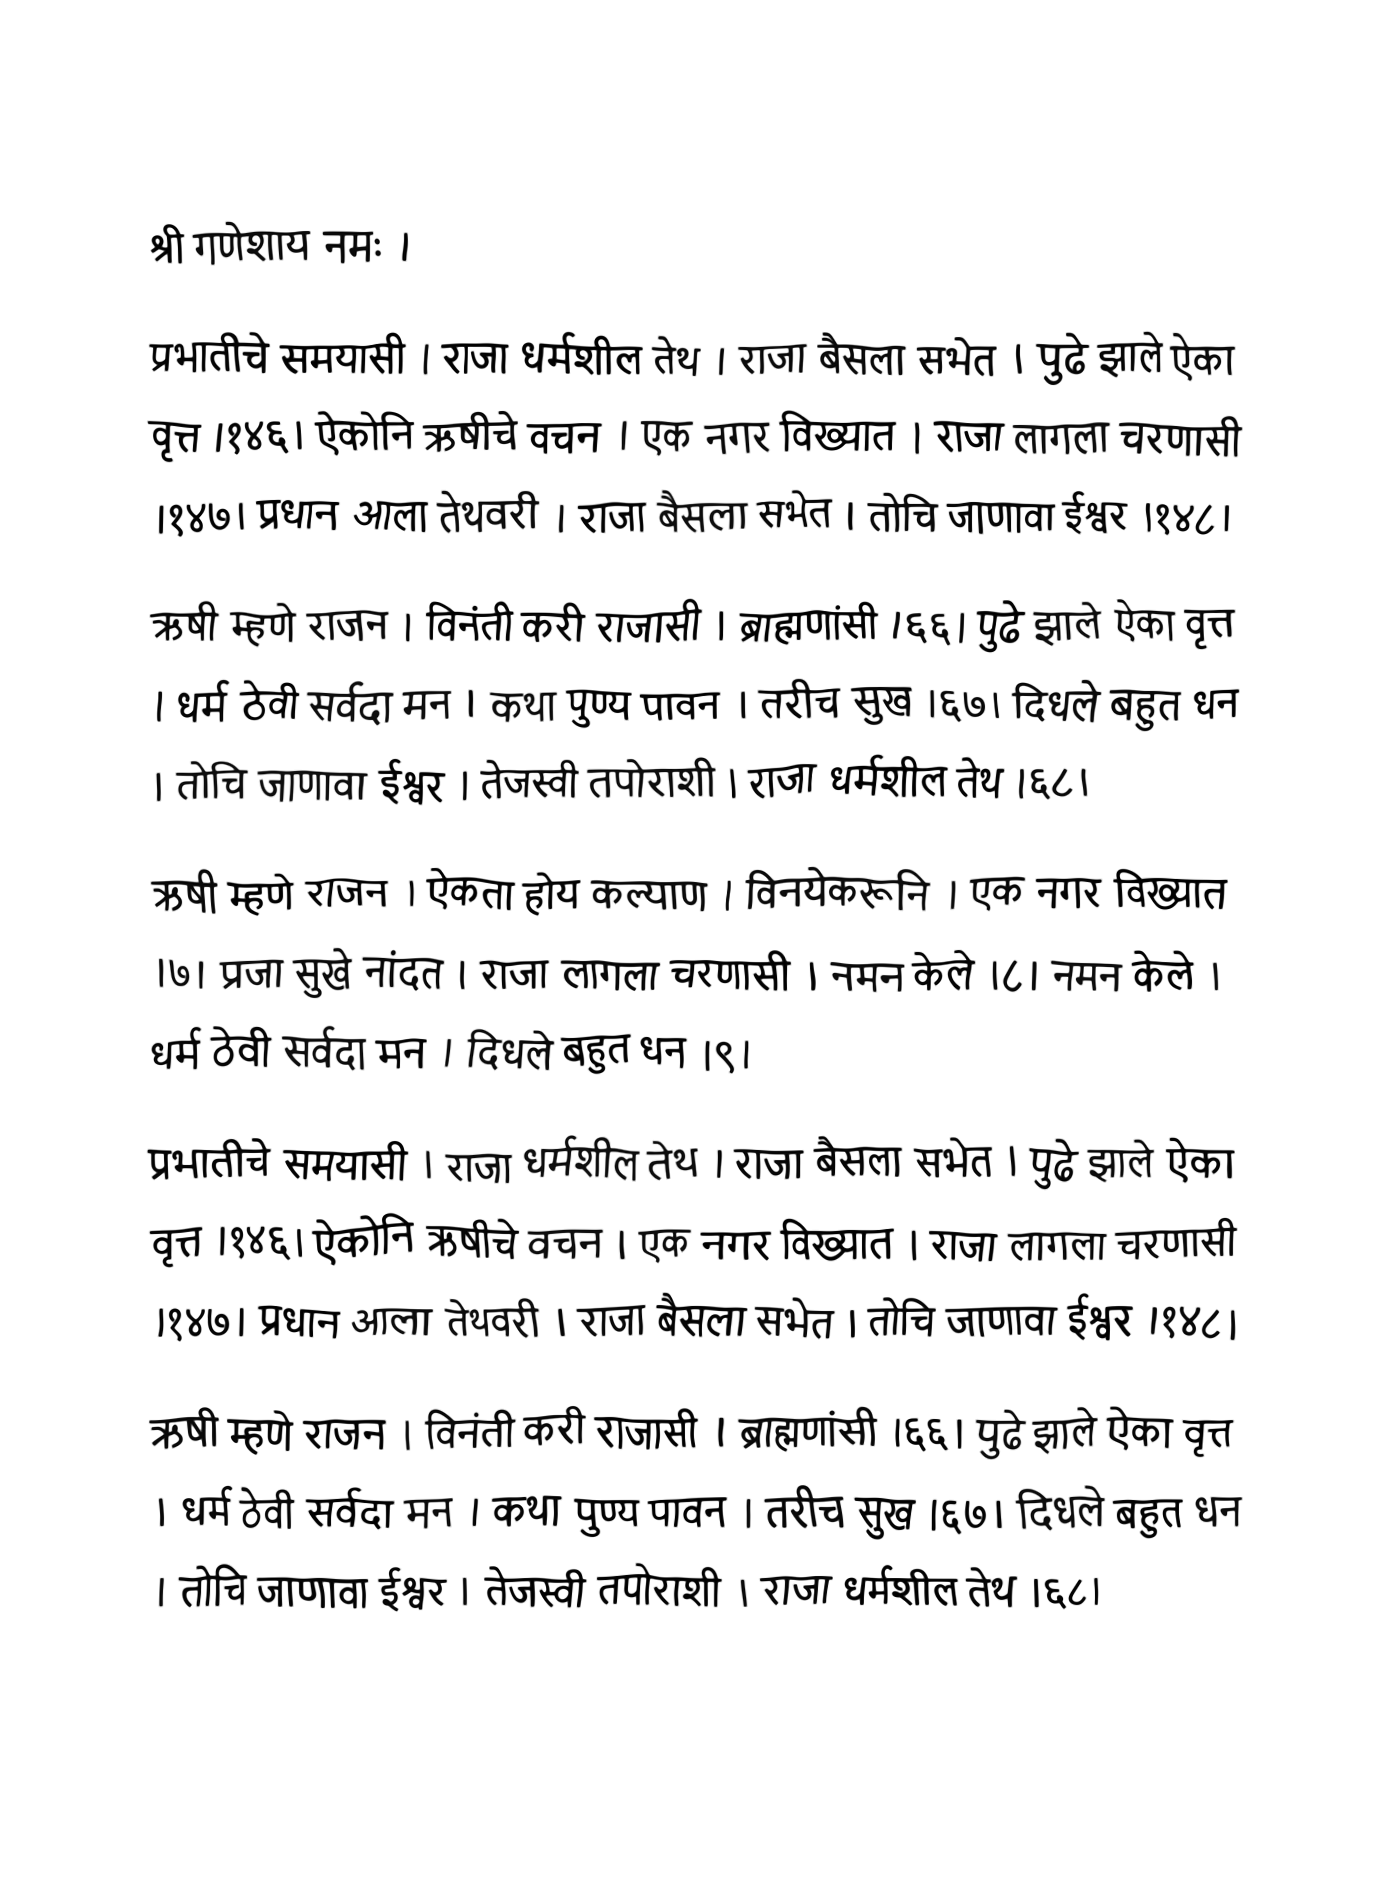 श्री गणेशाय नमः ।
प्रभातीचे समयासी । राजा धर्मशील तेथ । राजा बैसला सभेत । पुढे झाले ऐका
वृत्त ।१४६। ऐकोनि ऋषीचे वचन । एक नगर विख्यात । राजा लागला चरणासी
।१४७। प्रधान आला तेथवरी । राजा बैसला सभेत । तोचि जाणावा ईश्वर ।१४८।
ऋषी म्हणे राजन । विनंती करी राजासी । ब्राह्मणांसी ।६६। पुढे झाले ऐका वृत्त
। धर्म ठेवी सर्वदा मन । कथा पुण्य पावन । तरीच सुख ।६७। दिधले बहुत धन
। तोचि जाणावा ईश्वर । तेजस्वी तपोराशी । राजा धर्मशील तेथ ।६८।
ऋषी म्हणे राजन । ऐकता होय कल्याण । विनयेकरूनि । एक नगर विख्यात
।७। प्रजा सुखे नांदत । राजा लागला चरणासी । नमन केले ।८। नमन केले ।
धर्म ठेवी सर्वदा मन । दिधले बहुत धन ।९।
प्रभातीचे समयासी । राजा धर्मशील तेथ । राजा बैसला सभेत । पुढे झाले ऐका
वृत्त ।१४६। ऐकोनि ऋषीचे वचन । एक नगर विख्यात । राजा लागला चरणासी
।१४७। प्रधान आला तेथवरी । राजा बैसला सभेत । तोचि जाणावा ईश्वर ।१४८।
ऋषी म्हणे राजन । विनंती करी राजासी । ब्राह्मणांसी ।६६। पुढे झाले ऐका वृत्त
। धर्म ठेवी सर्वदा मन । कथा पुण्य पावन । तरीच सुख ।६७। दिधले बहुत धन
। तोचि जाणावा ईश्वर । तेजस्वी तपोराशी । राजा धर्मशील तेथ ।६८।